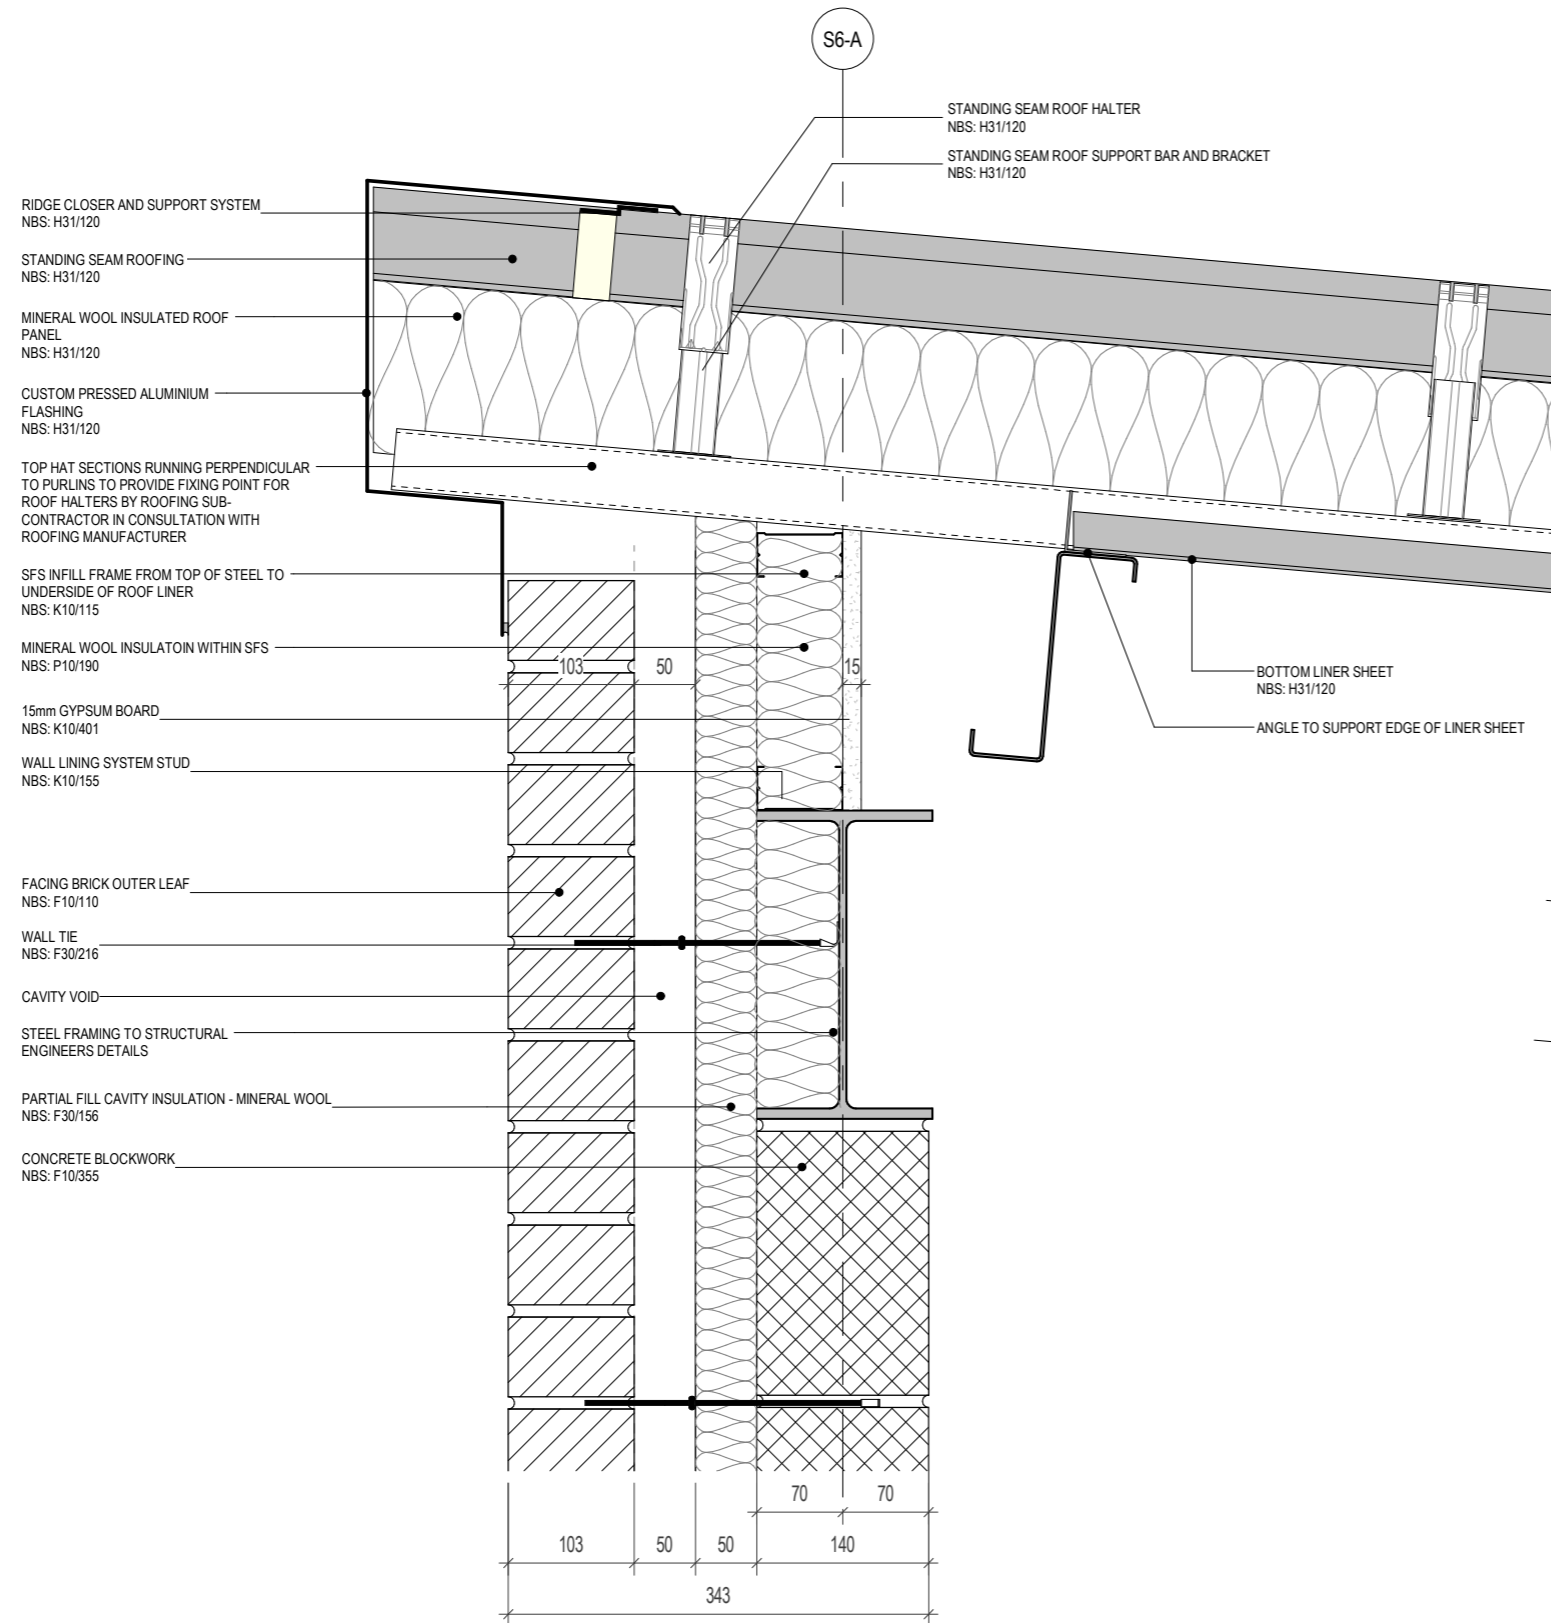 S6-A
STANDING SEAM ROOF HALTER
NBS: H31/120
STANDING SEAM ROOF SUPPORT BAR AND BRACKET
NBS: H31/120
RIDGE CLOSER AND SUPPORT SYSTEM
NBS: H31/120
STANDING SEAM ROOFING
NBS: H31/120
MINERAL WOOL INSULATED ROOF
PANEL
NBS: H31/120
CUSTOM PRESSED ALUMINIUM
FLASHING
NBS: H31/120
TOP HAT SECTIONS RUNNING PERPENDICULAR
TO PURLINS TO PROVIDE FIXING POINT FOR
ROOF HALTERS BY ROOFING SUB-
CONTRACTOR IN CONSULTATION WITH
ROOFING MANUFACTURER
SFS INFILL FRAME FROM TOP OF STEEL TO
UNDERSIDE OF ROOF LINER
NBS: K10/115
MINERAL WOOL INSULATOIN WITHIN SFS
NBS: P10/190
103 50 15
BOTTOM LINER SHEET
NBS: H31/120
ANGLE TO SUPPORT EDGE OF LINER SHEET
15mm GYPSUM BOARD
NBS: K10/401
WALL LINING SYSTEM STUD
NBS: K10/155
FACING BRICK OUTER LEAF
NBS: F10/110
WALL TIE
NBS: F30/216
CAVITY VOID
STEEL FRAMING TO STRUCTURAL
ENGINEERS DETAILS
PARTIAL FILL CAVITY INSULATION - MINERAL WOOL
NBS: F30/156
CONCRETE BLOCKWORK
NBS: F10/355
70 70
103 50 50 140
343